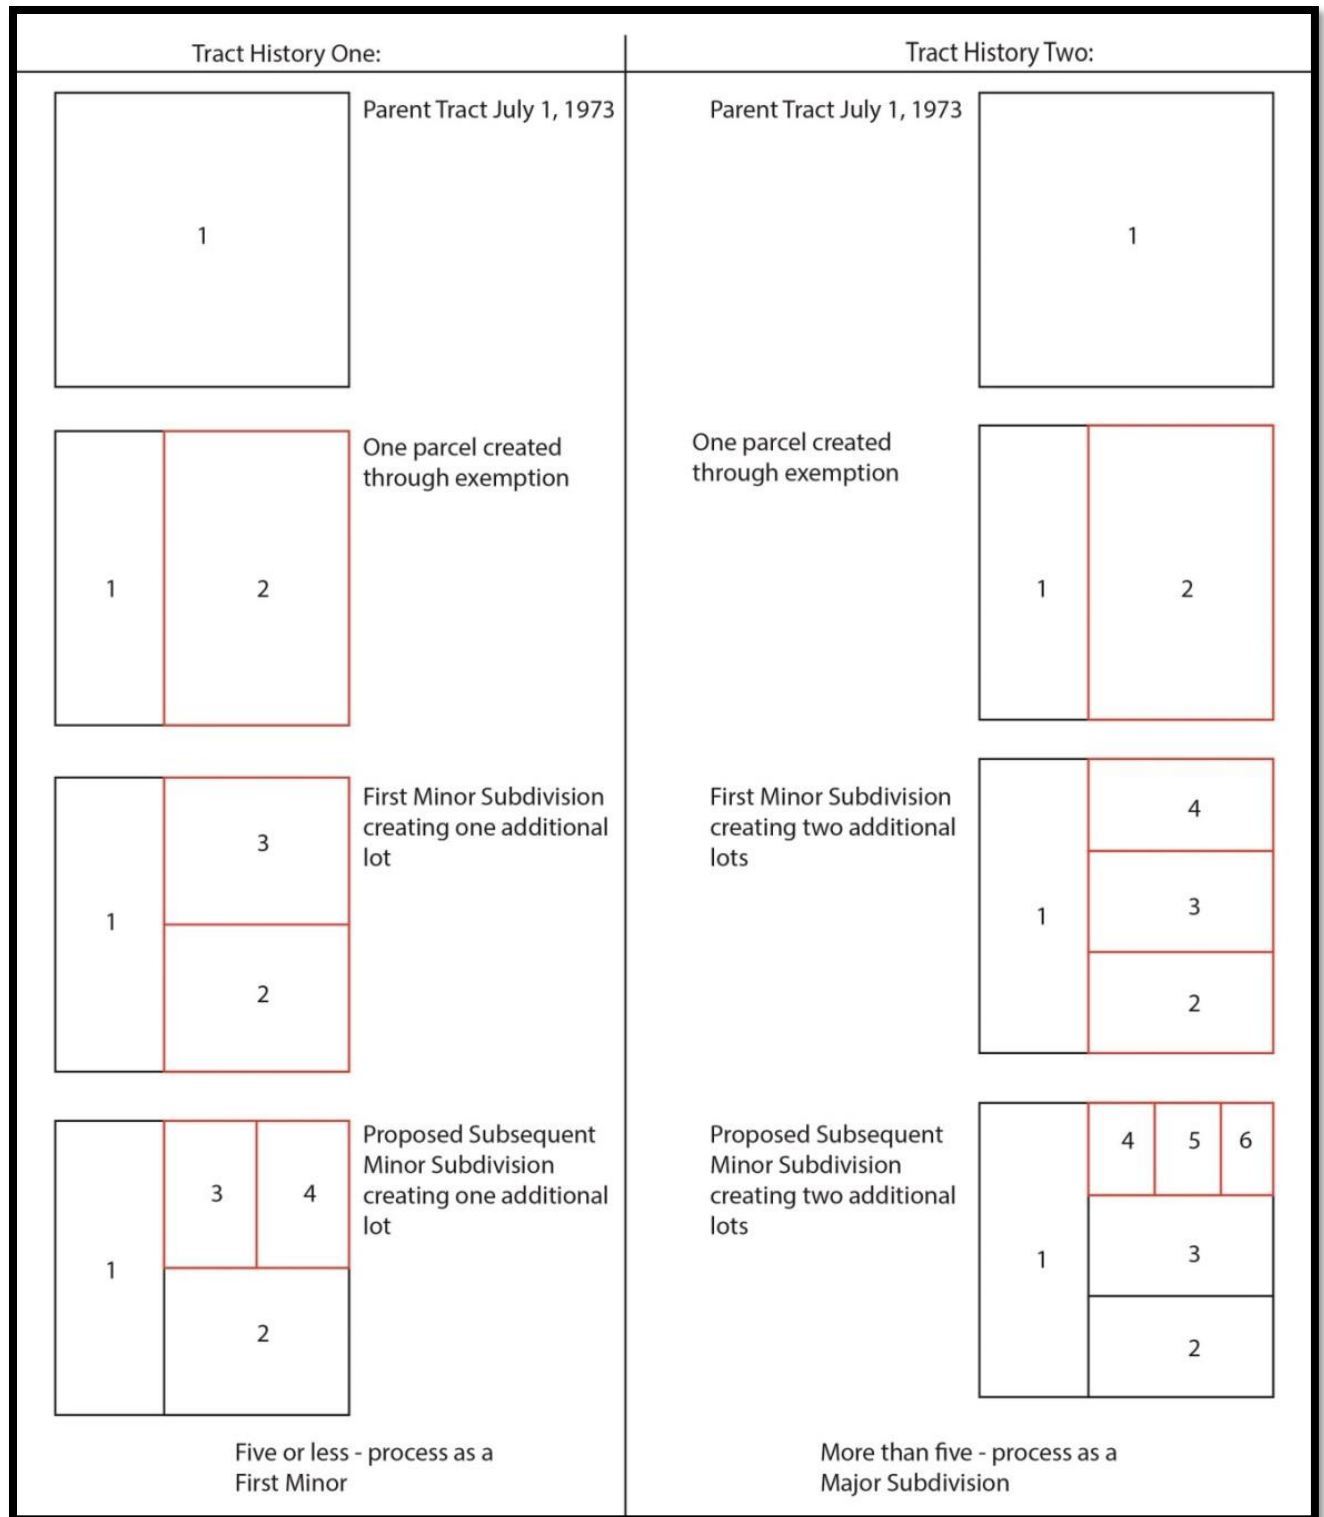 Tract History One:
Parent Tract July 1, 1973
1
One parcel created
through exemption
1
2
First Minor Subdivision
creating one additional
lot
3
1
2
Proposed Subsequent
Minor Subdivision
creating one additional
lot
3
4
1
2
Five or less - process as a
First Minor
Tract History Two:
Parent Tract July 1, 1973
1
One parcel created
through exemption
1
2
First Minor Subdivision
creating two additional
lots
4
3
1
2
Proposed Subsequent
Minor Subdivision
creating two additional
lots
4
5
6
3
1
2
More than five - process as a
Major Subdivision